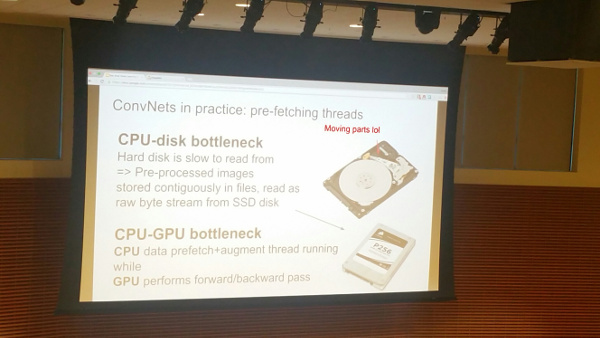 ConvNets in practice: pre-fetching threads
Moving parts lol
CPU-disk bottleneck
Hard disk is slow to read from
=> Pre-processed images
stored contiguously in files, read as
raw byte stream from SSD disk
CPU-GPU bottleneck
CPU data prefetch+augment thread running
while
GPU performs forward/backward pass
P256